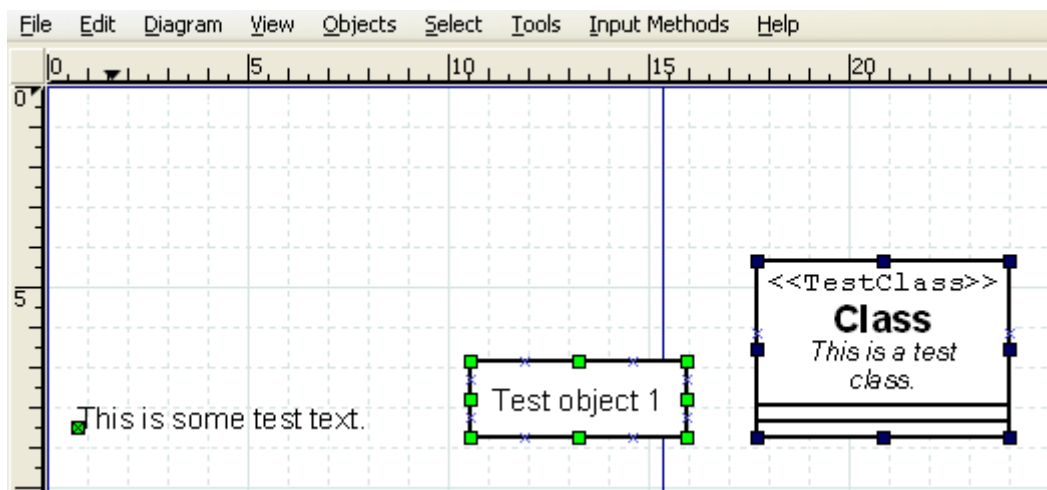 File Edit Diagram View Objects Select Tools Input Methods Help
0 5 10 15 20
0
5
<<TestClass>>
Class
This is a test
class.
Test object 1
This is some test text.